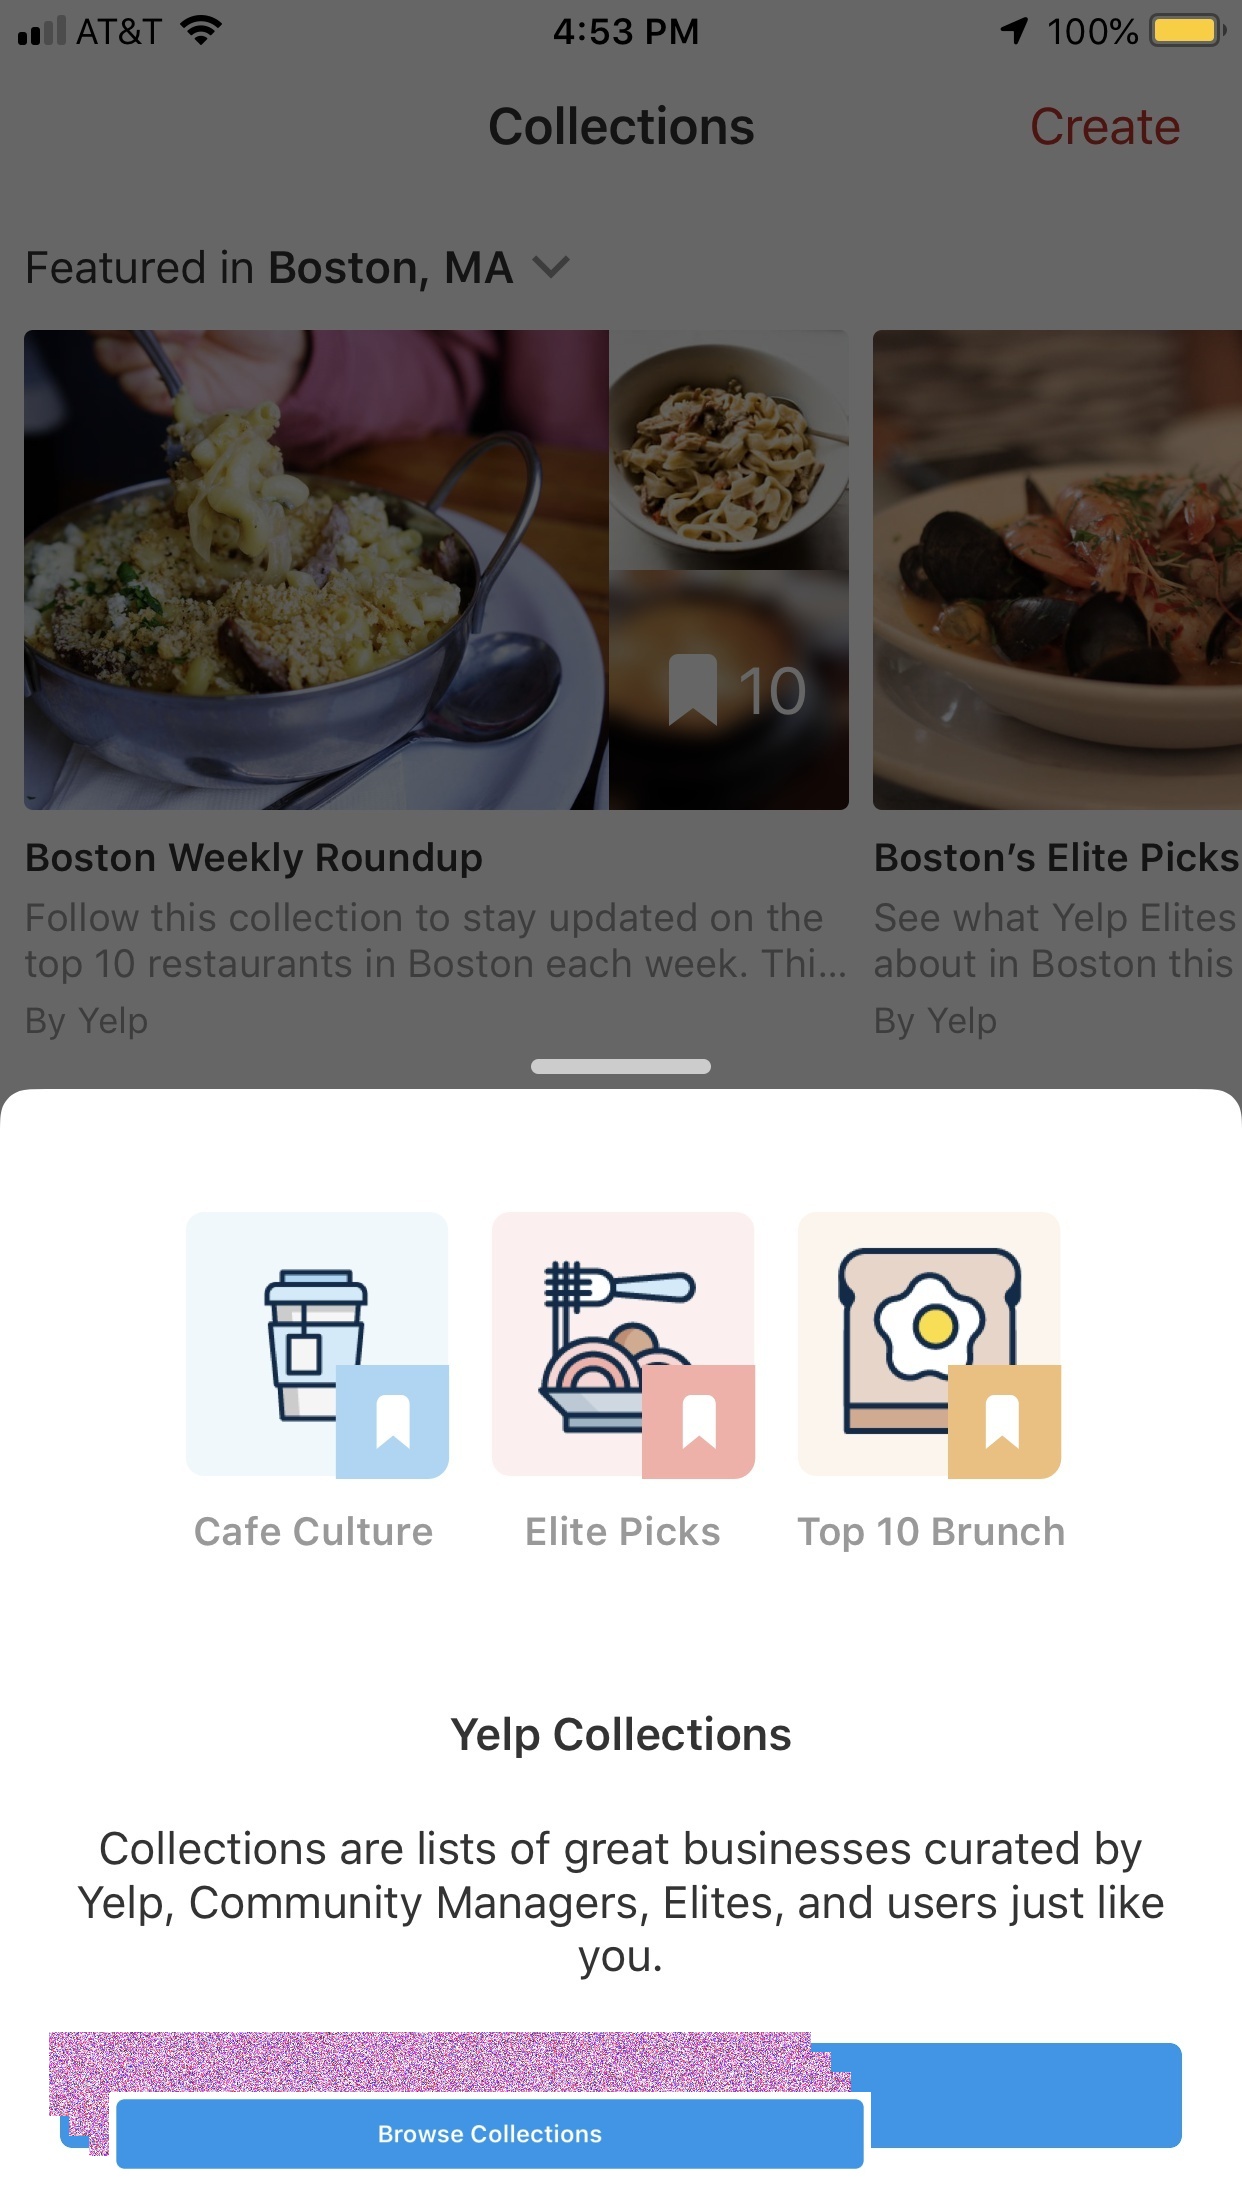 AT&T 4:53 PM 100%
Collections Create
Featured in Boston, MA
10
Boston Weekly Roundup
Follow this collection to stay updated on the
top 10 restaurants in Boston each week. Thi...
By Yelp
Boston's Elite Picks
See what Yelp Elites
about in Boston this
By Yelp
Cafe Culture
Elite Picks
Top 10 Brunch
Yelp Collections
Collections are lists of great businesses curated by
Yelp, Community Managers, Elites, and users just like
you.
Browse Collections